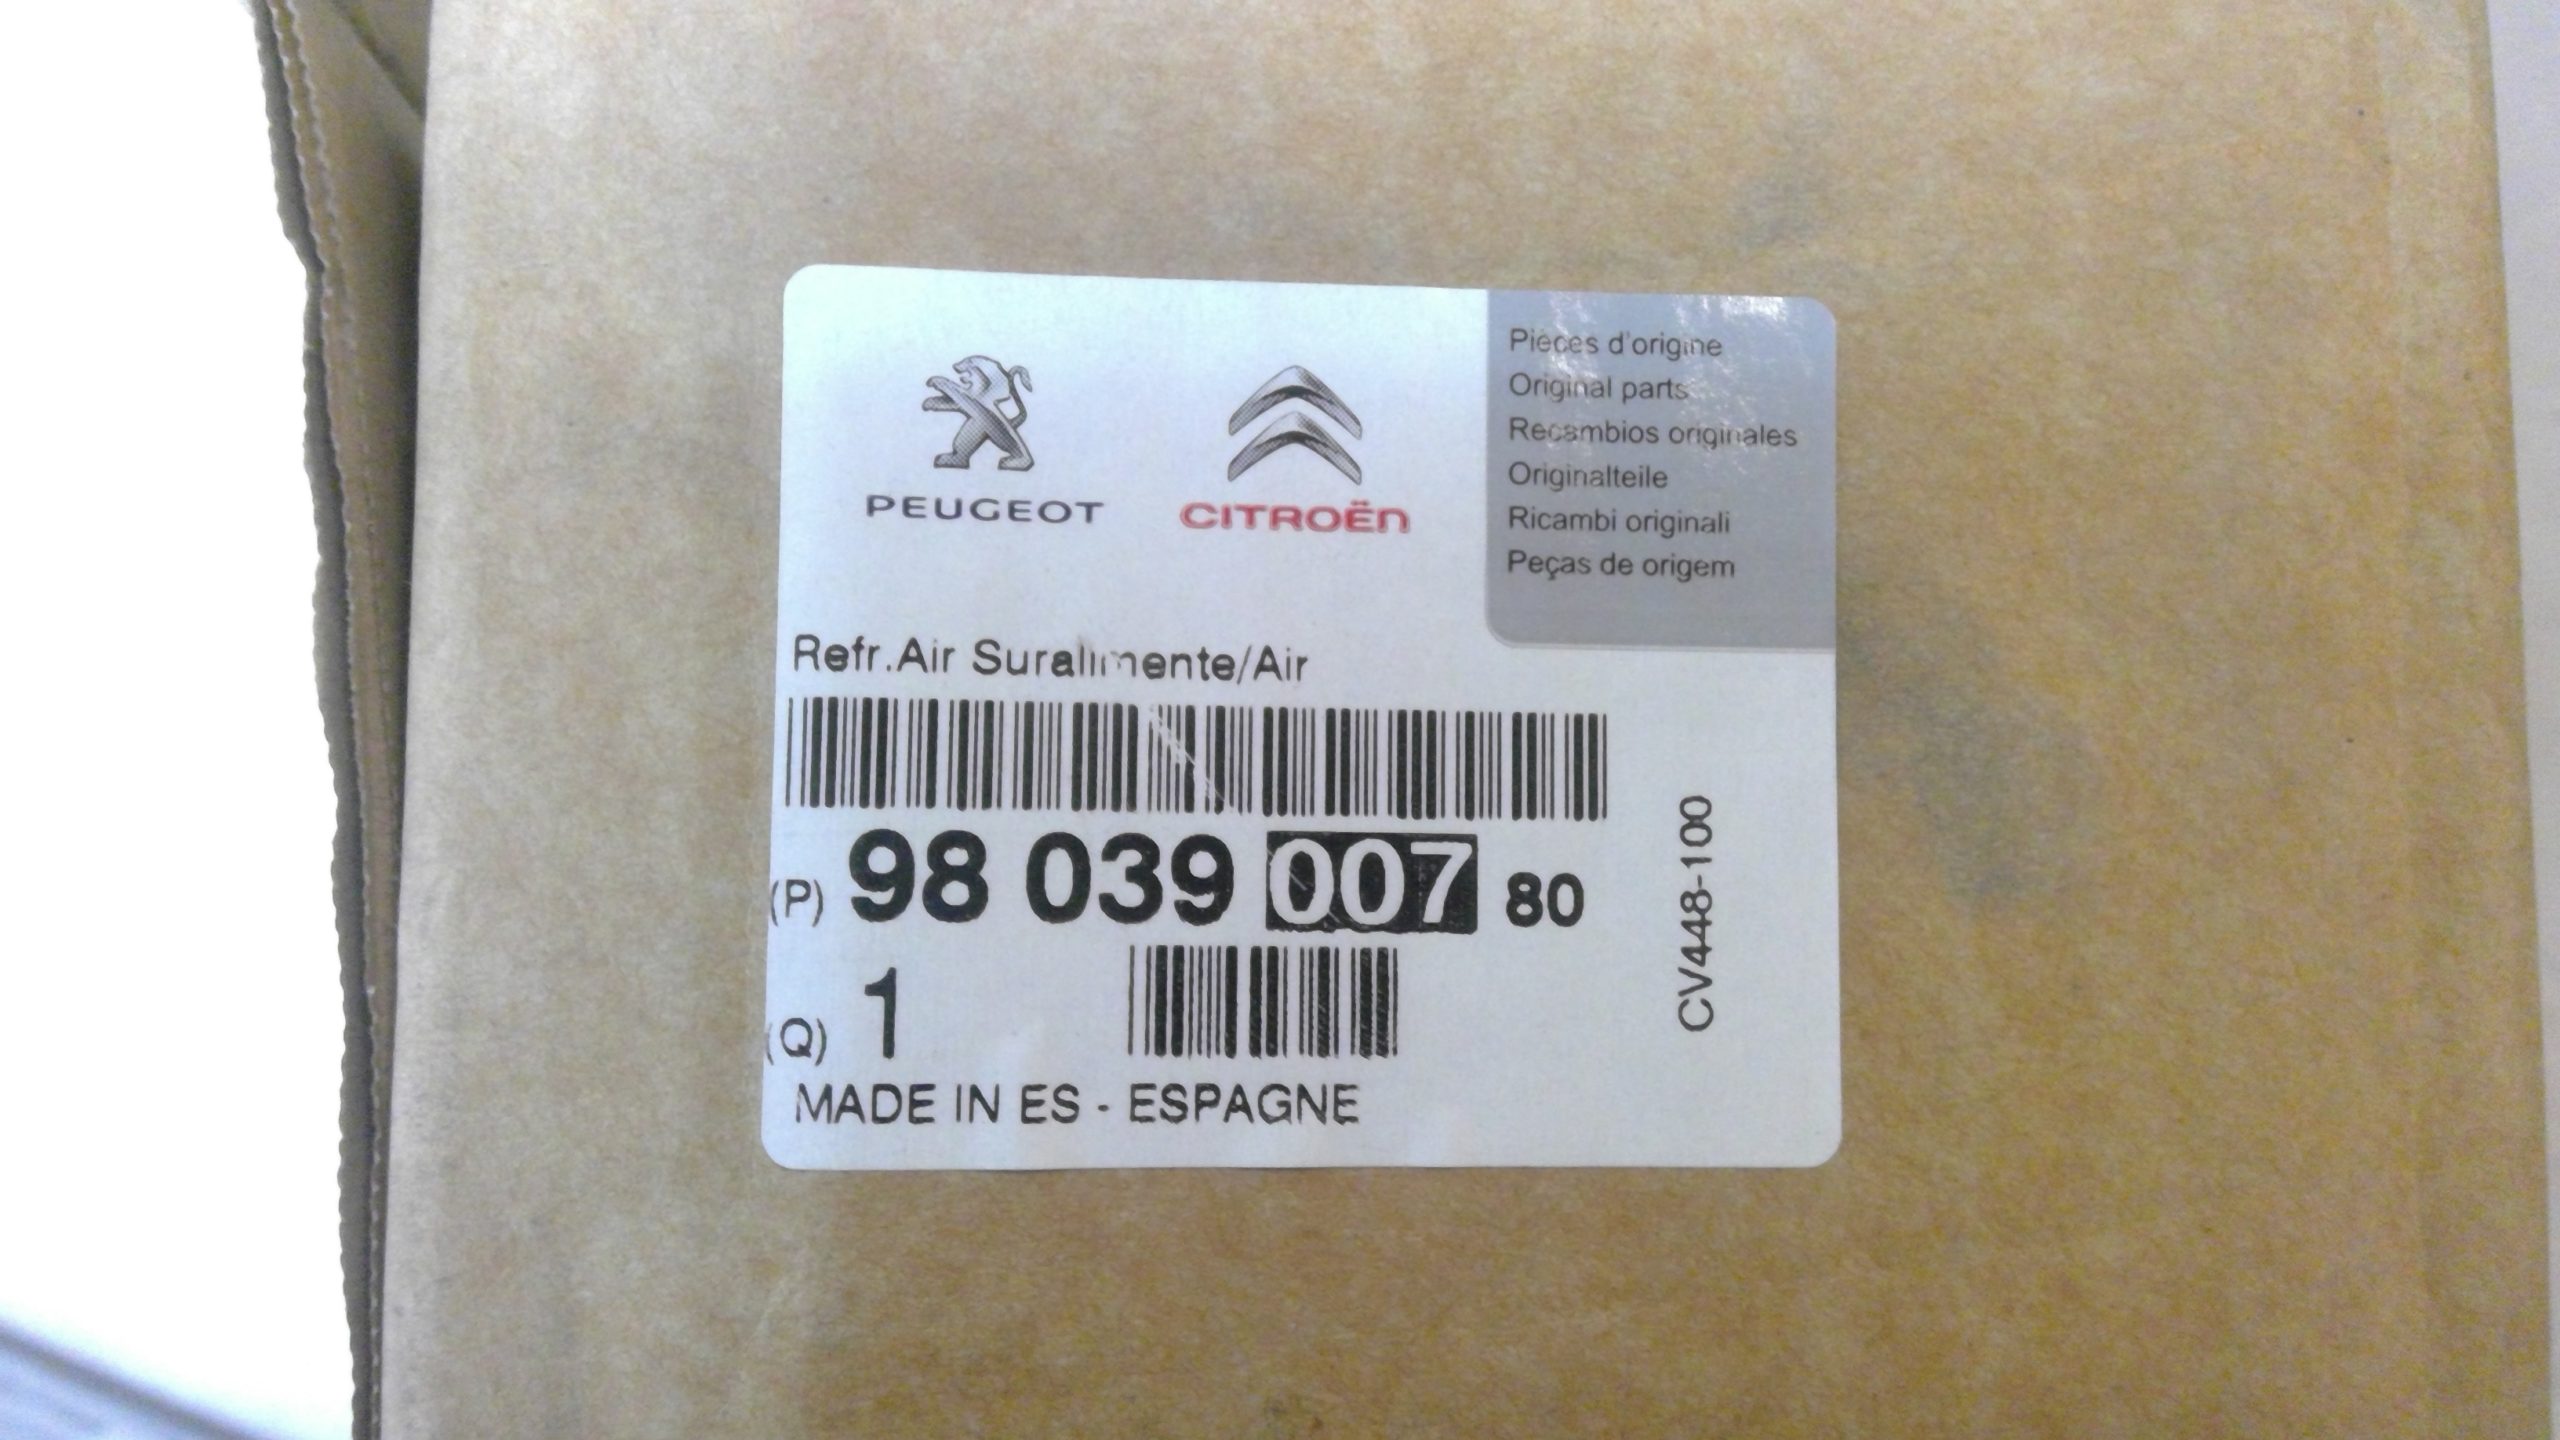 PEUGEOT
CITROËN
Pièces d'origine
Original parts
Recambios originales
Originalteile
Ricambi originali
Peças de origem
Refr.Air Suralimente/Air
(P) 98 039 007 80
(Q) 1
MADE IN ES - ESPAGNE
CV448-100